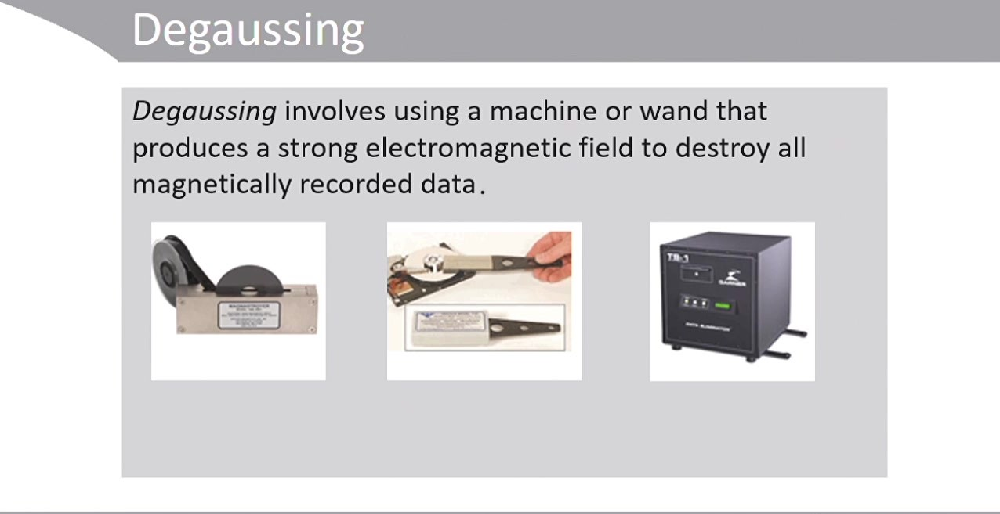 Degaussing
Degaussing involves using a machine or wand that
produces a strong electromagnetic field to destroy all
magnetically recorded data.
TS-1
GARNER
DATA ELIMINATOR